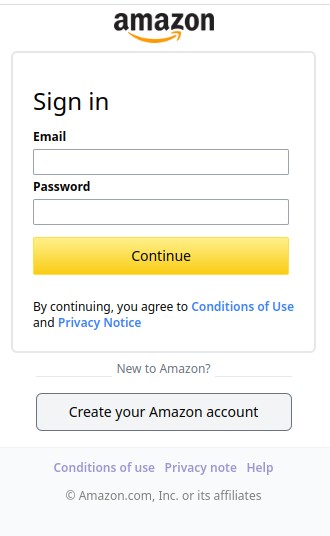 amazon
Sign in
Email
Password
Continue
By continuing, you agree to Conditions of Use
and Privacy Notice
New to Amazon?
Create your Amazon account
Conditions of use Privacy note Help
© Amazon.com, Inc. or its affiliates